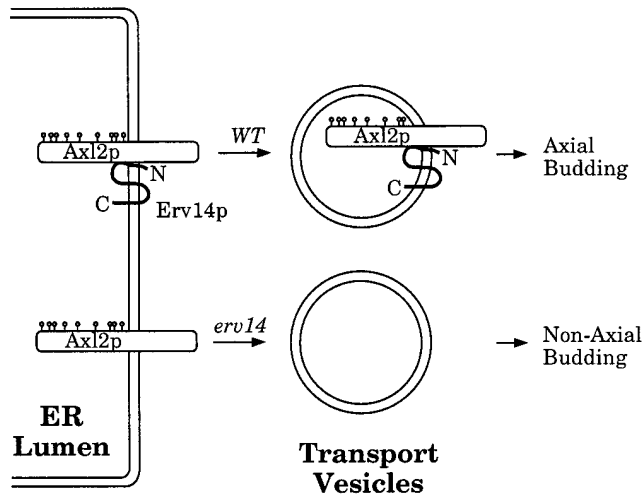 Axl2p
WT
Axl2p
Axial
Budding
N
N
C
C
Erv14p
Axl2p
erv14
Non-Axial
Budding
ER
Lumen
Transport
Vesicles